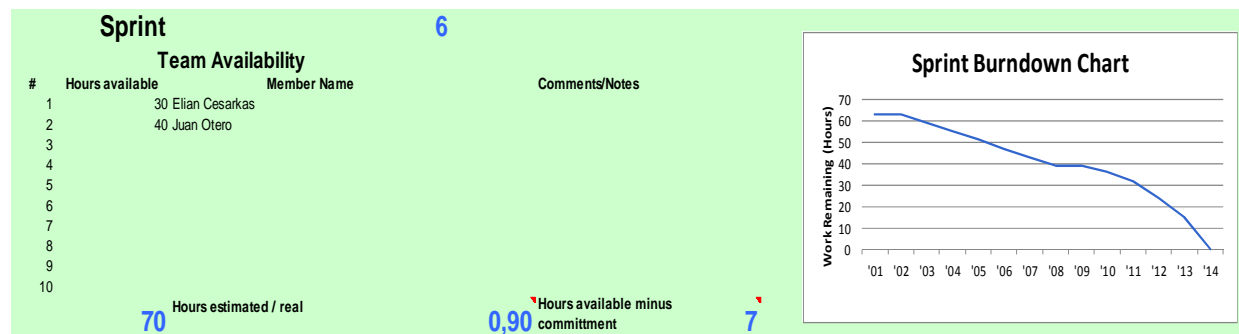 Sprint 6
Team Availability
# Hours available Member Name Comments/Notes
1 30 Elian Cesarkas
2 40 Juan Otero
3
4
5
6
7
8
9
10
70 Hours estimated / real 0,90 Hours available minus
committment 7
Sprint Burndown Chart
Work Remaining (Hours)
70
60
50
40
30
20
10
0
'01 '02 '03 '04 '05 '06 '07 '08 '09 '10 '11 '12 '13 '14